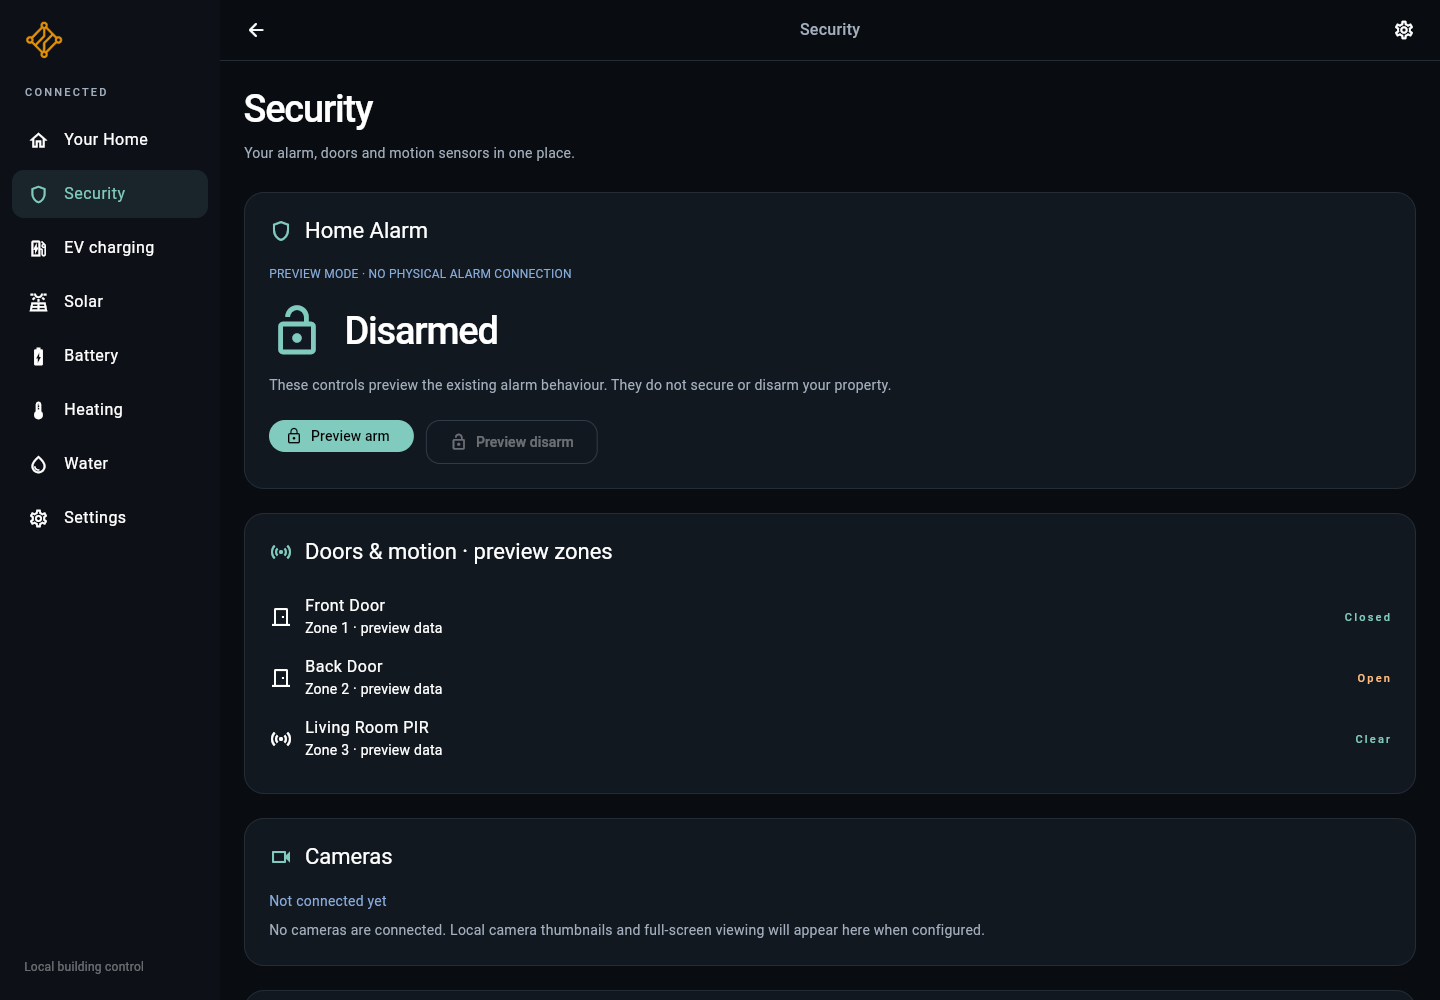 CONNECTED
Your Home
Security
EV charging
Solar
Battery
Heating
Water
Settings
Local building control
Security
Security
Your alarm, doors and motion sensors in one place.
Home Alarm
PREVIEW MODE · NO PHYSICAL ALARM CONNECTION
Disarmed
These controls preview the existing alarm behaviour. They do not secure or disarm your property.
Preview arm
Preview disarm
Doors & motion · preview zones
Front Door
Zone 1 · preview data
Closed
Back Door
Zone 2 · preview data
Open
Living Room PIR
Zone 3 · preview data
Clear
Cameras
Not connected yet
No cameras are connected. Local camera thumbnails and full-screen viewing will appear here when configured.